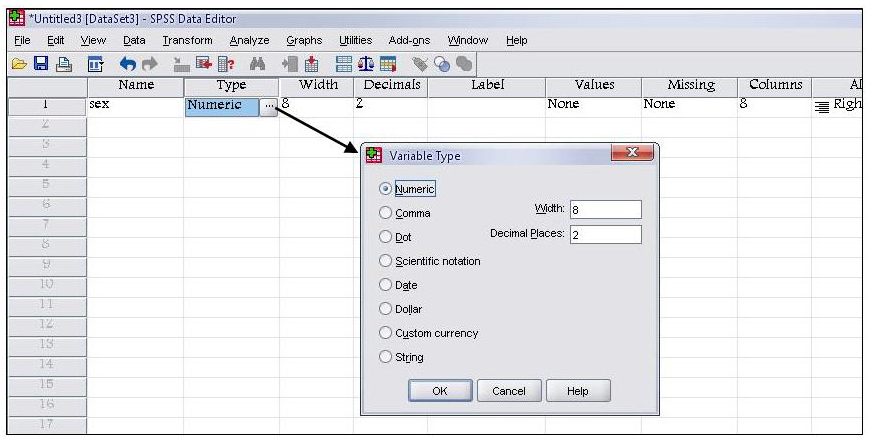 *Untitled3 [DataSet3] - SPSS Data Editor
File Edit View Data Transform Analyze Graphs Utilities Add-ons Window Help
Name Type Width Decimals Label Values Missing Columns Al
1 sex Numeric ... 8 2 None None 8 Righ
2
3
4
5
6
7
8
9
10
11
12
13
14
15
16
17
Variable Type
Numeric
Comma
Dot
Scientific notation
Date
Dollar
Custom currency
String
Width: 8
Decimal Places: 2
OK Cancel Help